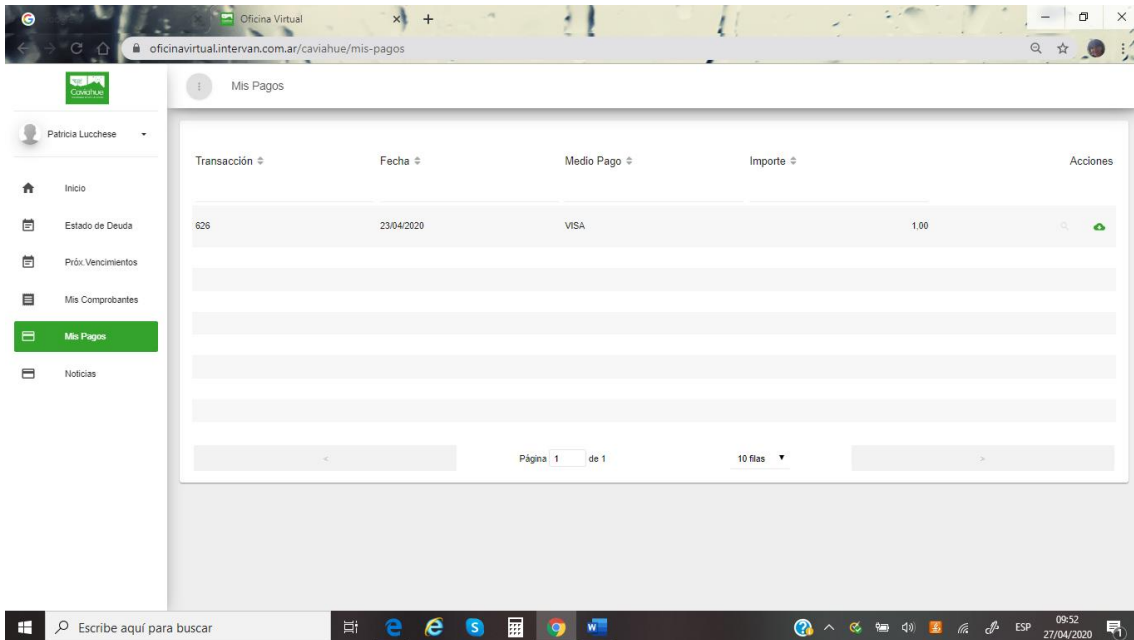 Oficina Virtual
oficinavirtual.intervan.com.ar/caviahue/mis-pagos
Caviahue
Mis Pagos
Patricia Lucchese
Transacción Fecha Medio Pago Importe Acciones
Inicio
Estado de Deuda
626 23/04/2020 VISA 1,00
Próx.Vencimientos
Mis Comprobantes
Mis Pagos
Noticias
< Página 1 de 1 10 filas >
Escribe aquí para buscar
ESP
09:52
27/04/2020